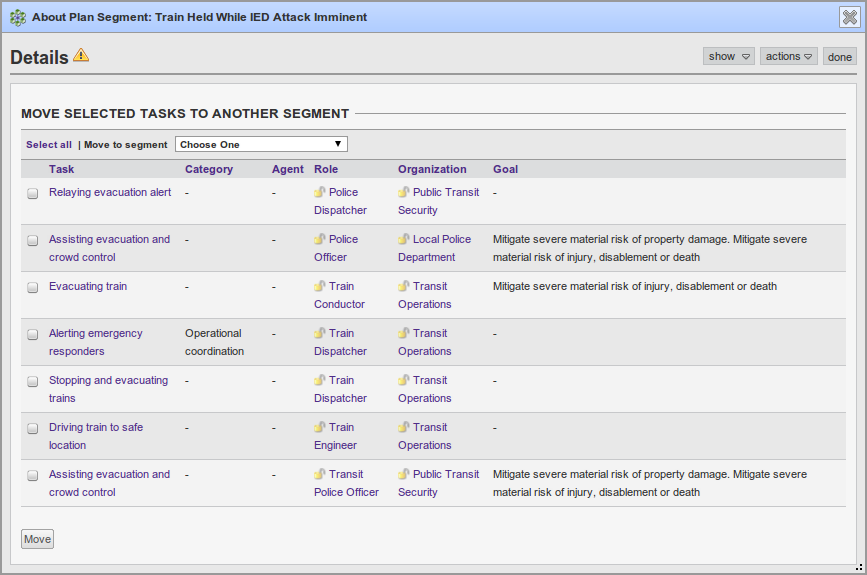 About Plan Segment: Train Held While IED Attack Imminent
Details
show
actions
done
MOVE SELECTED TASKS TO ANOTHER SEGMENT
Select all | Move to segment Choose One
Task Category Agent Role Organization Goal
Relaying evacuation alert - - Police Public Transit -
Dispatcher Security
Assisting evacuation and - - Police Local Police Mitigate severe material risk of property damage. Mitigate severe
crowd control Officer Department material risk of injury, disablement or death
Evacuating train - - Train Transit Mitigate severe material risk of injury, disablement or death
Conductor Operations
Alerting emergency Operational - Train Transit -
responders coordination Dispatcher Operations
Stopping and evacuating - - Train Transit -
trains Dispatcher Operations
Driving train to safe - - Train Transit -
location Engineer Operations
Assisting evacuation and - - Transit Public Transit Mitigate severe material risk of property damage. Mitigate severe
crowd control Police Officer Security material risk of injury, disablement or death
Move